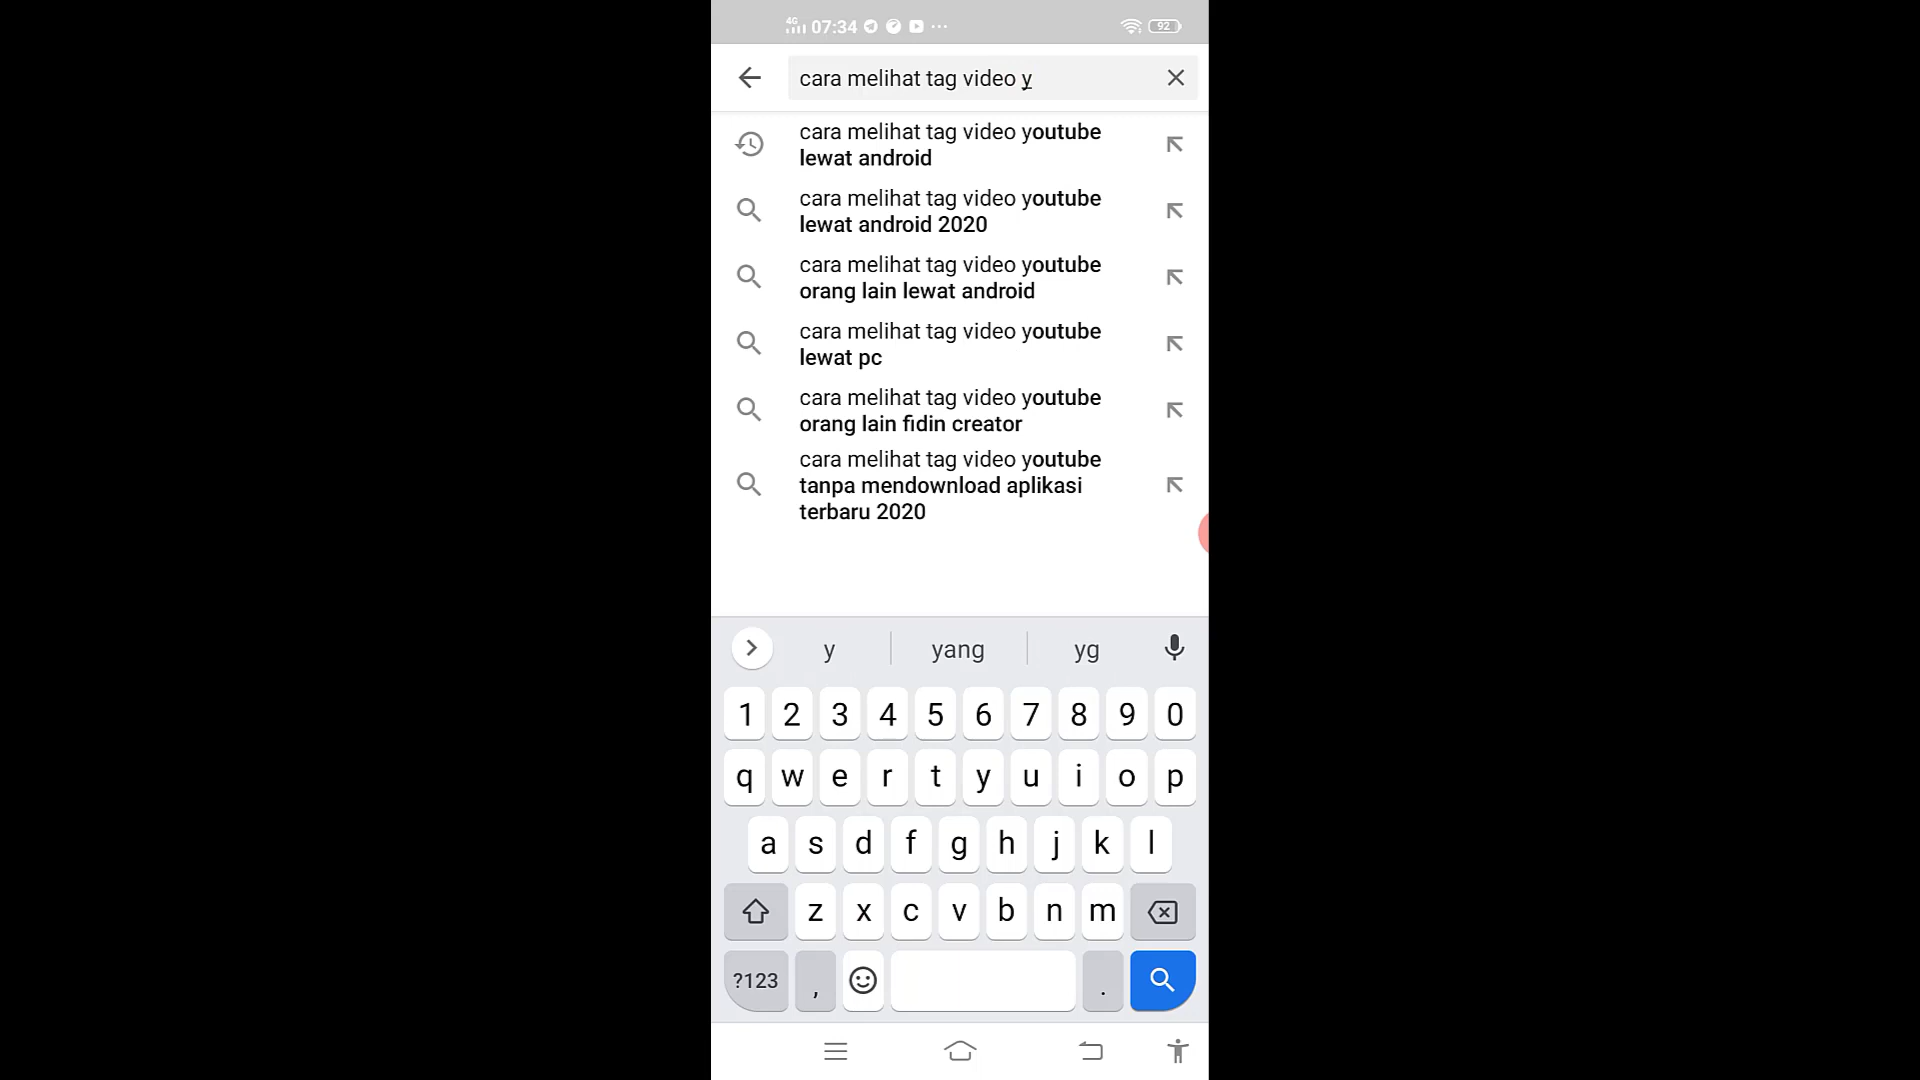 4G 07:34 92
cara melihat tag video y
cara melihat tag video youtube
lewat android
cara melihat tag video youtube
lewat android 2020
cara melihat tag video youtube
orang lain lewat android
cara melihat tag video youtube
lewat pc
cara melihat tag video youtube
orang lain fidin creator
cara melihat tag video youtube
tanpa mendownload aplikasi
terbaru 2020
y yang yg
1 2 3 4 5 6 7 8 9 0
q w e r t y u i o p
a s d f g h j k l
z x c v b n m
?123 , .